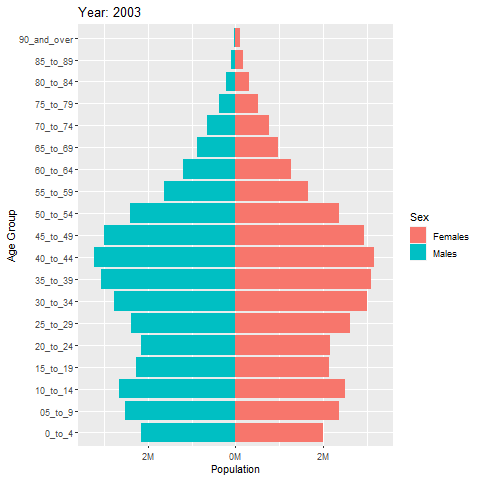 Year: 2003
90_and_over
85_to_89
80_to_84
75_to_79
70_to_74
65_to_69
60_to_64
55_to_59
50_to_54
45_to_49
40_to_44
35_to_39
30_to_34
25_to_29
20_to_24
15_to_19
10_to_14
05_to_9
0_to_4
Age Group
2M 0M 2M
Population
Sex
Females
Males